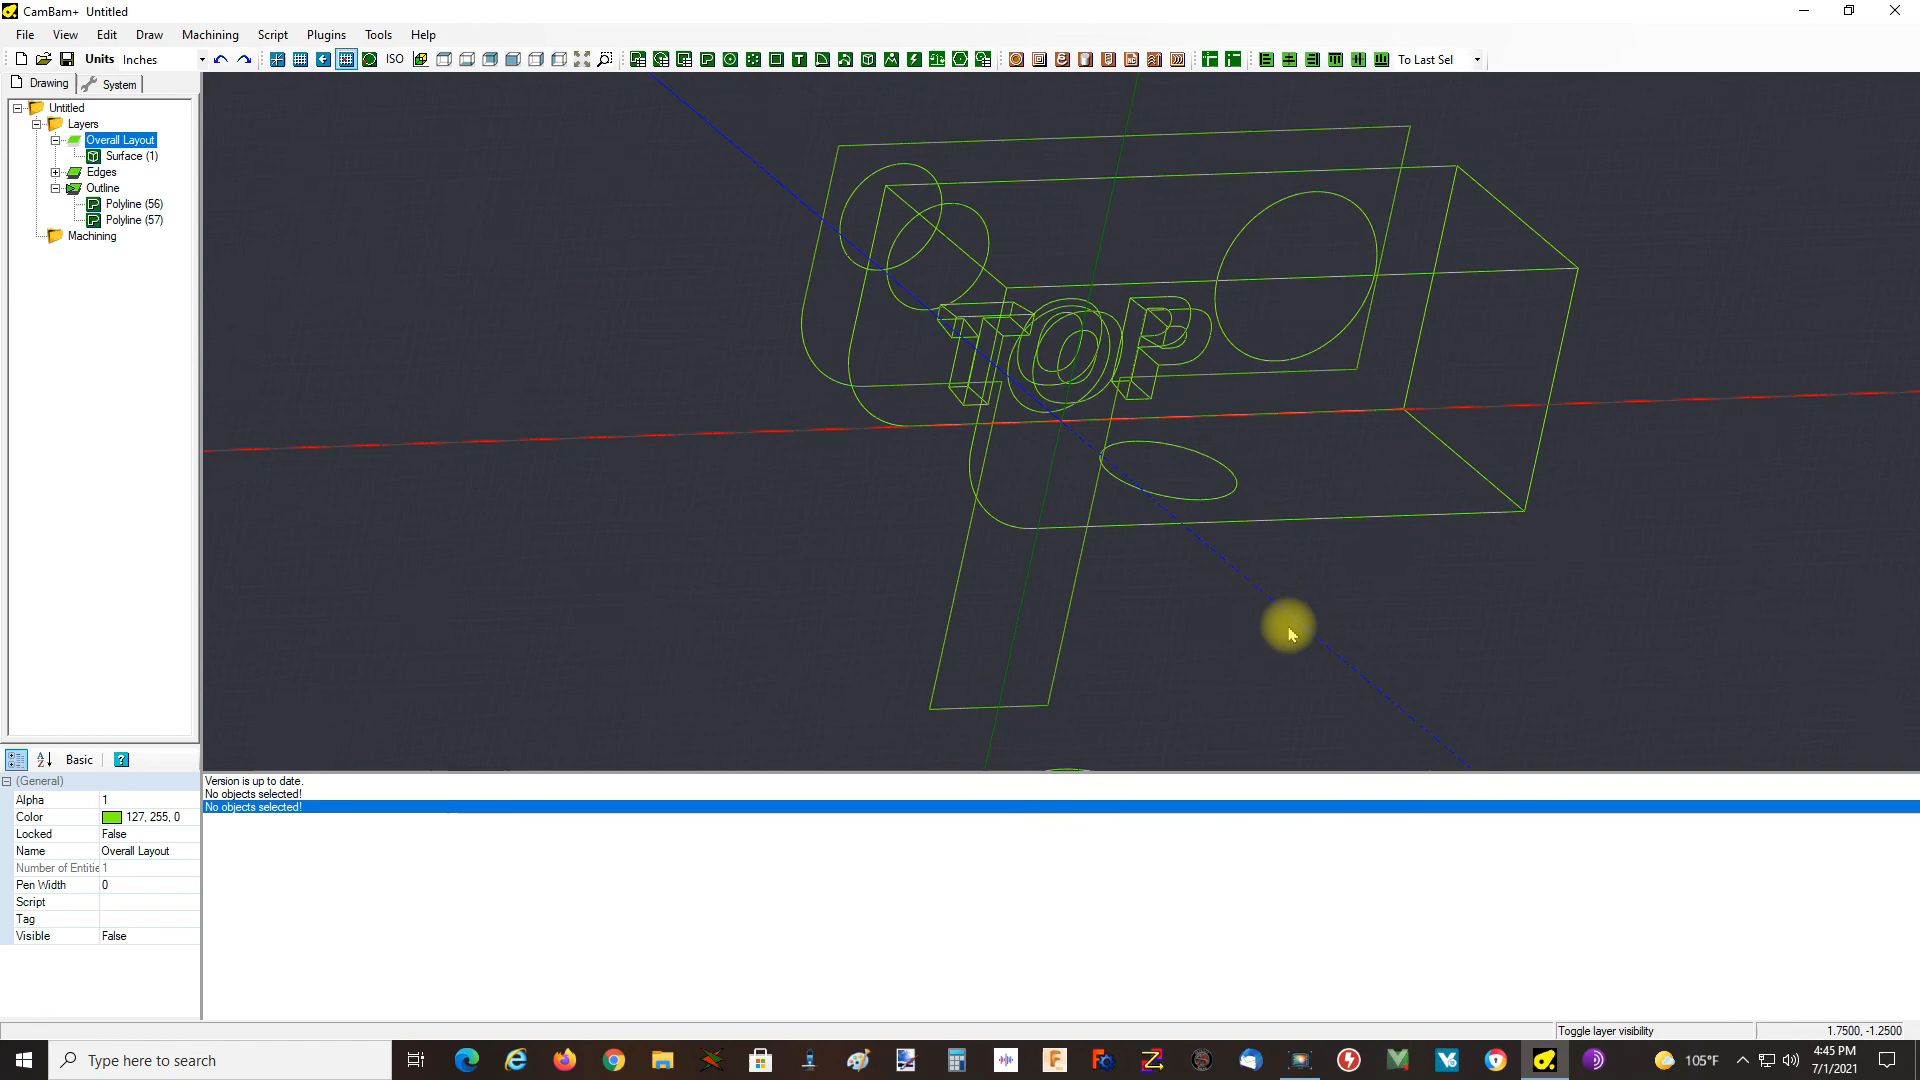 CamBam+ Untitled
File View Edit Draw Machining Script Plugins Tools Help
Units Inches ISO To Last Sel
Drawing System
Untitled
Layers
Overall Layout
Surface (1)
Edges
Outline
Polyline (56)
Polyline (57)
Machining
TOP
Basic
(General)
Alpha 1
Color 127, 255, 0
Locked False
Name Overall Layout
Number of Entitie 1
Pen Width 0
Script
Tag
Visible False
Version is up to date.
No objects selected!
No objects selected!
Toggle layer visibility 1.7500, -1.2500
Type here to search
105°F
4:45 PM
7/1/2021